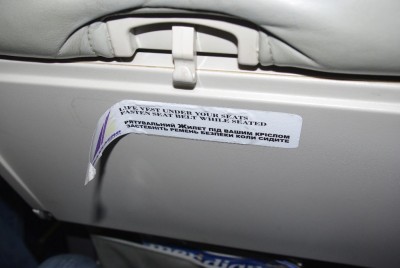 LIFE VEST UNDER YOUR SEATS
FASTEN SEAT BELT WHILE SEATED
РЯТУВАЛЬНИЙ ЖИЛЕТ ПІД ВАШИМ КРІСЛОМ
ЗАСТЕБНІТЬ РЕМЕНЬ БЕЗПЕКИ КОЛИ СИДИТЕ